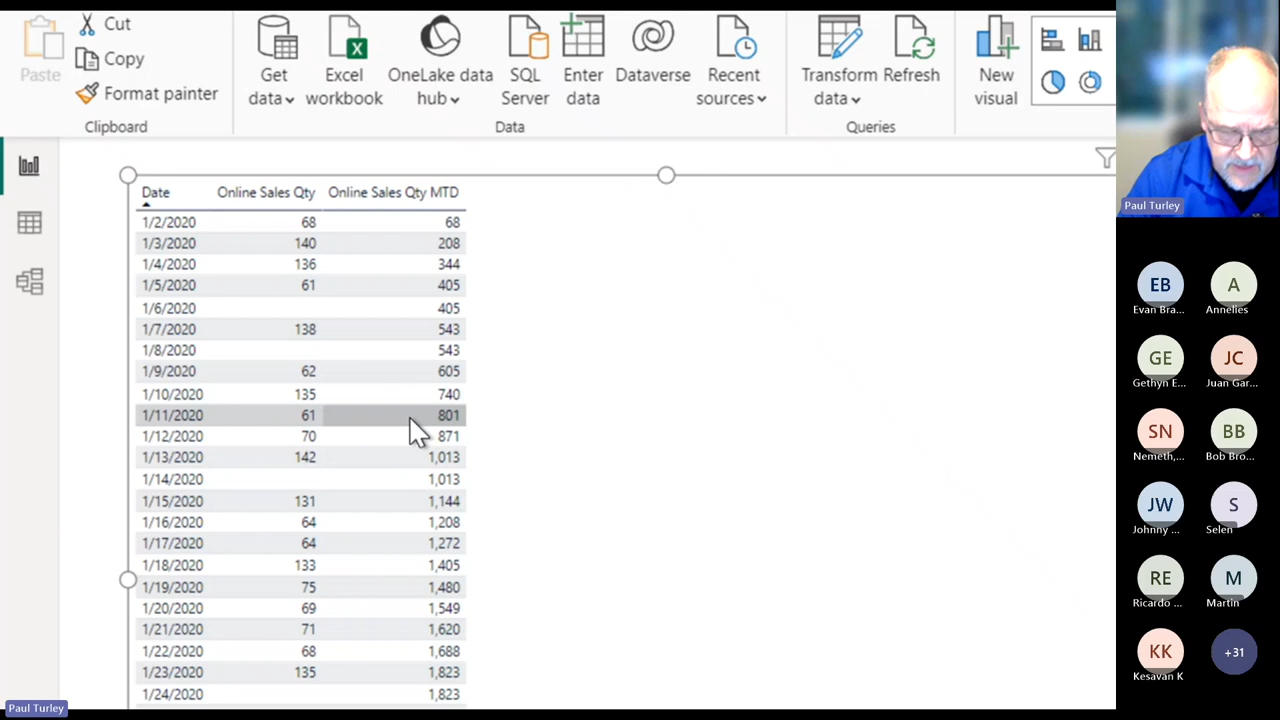 Paste
Cut
Copy
Format painter
Clipboard
Get data
Excel workbook
OneLake data hub
SQL Server
Enter data
Dataverse
Recent sources
Data
Transform data
Refresh
Queries
New visual
Date Online Sales Qty Online Sales Qty MTD
1/2/2020 68 68
1/3/2020 140 208
1/4/2020 136 344
1/5/2020 61 405
1/6/2020 405
1/7/2020 138 543
1/8/2020 543
1/9/2020 62 605
1/10/2020 135 740
1/11/2020 61 801
1/12/2020 70 871
1/13/2020 142 1,013
1/14/2020 1,013
1/15/2020 131 1,144
1/16/2020 64 1,208
1/17/2020 64 1,272
1/18/2020 133 1,405
1/19/2020 75 1,480
1/20/2020 69 1,549
1/21/2020 71 1,620
1/22/2020 68 1,688
1/23/2020 135 1,823
1/24/2020 1,823
Paul Turley
EB A
Evan Bra... Annelies
GE JC
Gethyn E... Juan Gar...
SN BB
Nemeth,... Bob Bro...
JW S
Johnny ... Selen
RE M
Ricardo ... Martin
KK +31
Kesavan K
Paul Turley